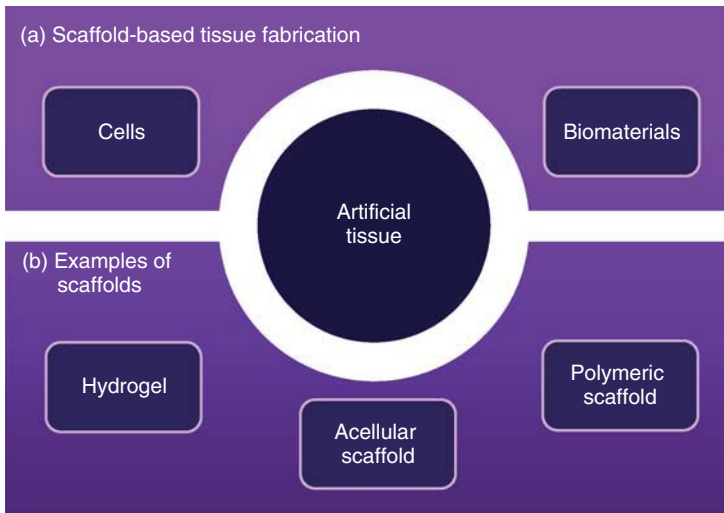 (a) Scaffold-based tissue fabrication
Cells
Biomaterials
Artificial
tissue
(b) Examples of
scaffolds
Hydrogel
Acellular
scaffold
Polymeric
scaffold